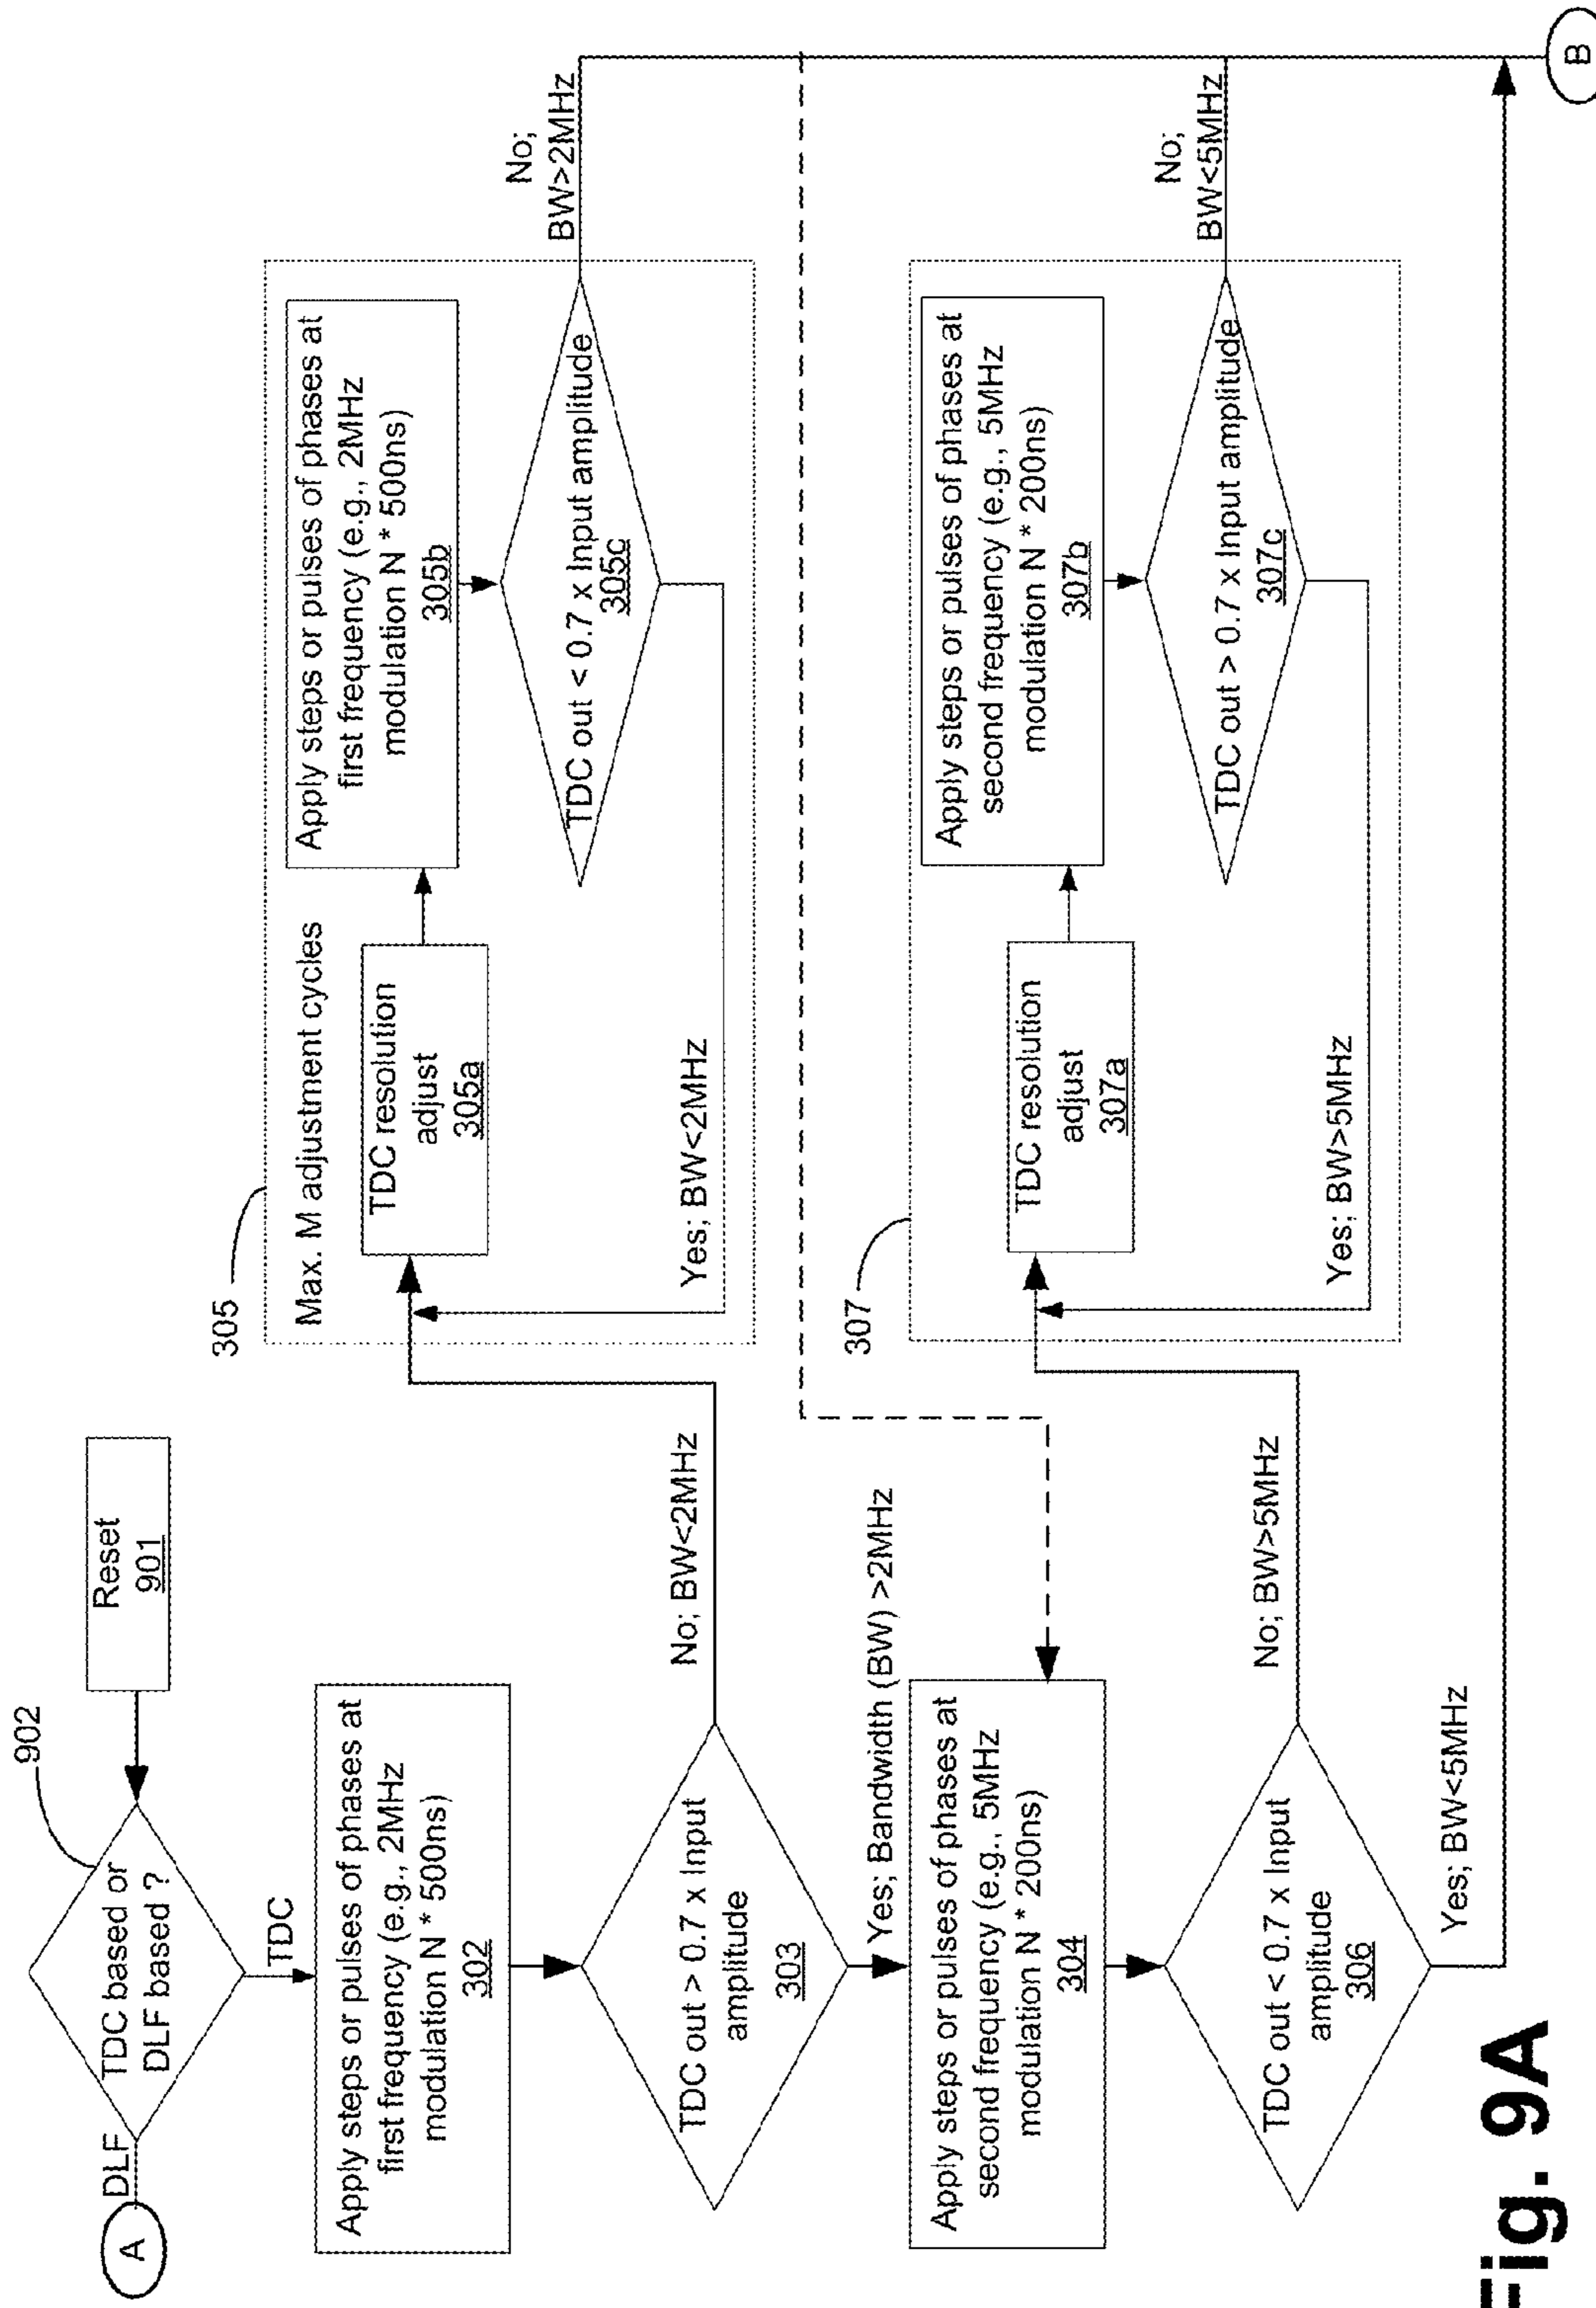 Reset
901
902
TDC based or
DLF based ?
DLF
A
TDC
Apply steps or pulses of phases at
first frequency (e.g., 2MHz
modulation N * 500ns)
302
TDC out > 0.7 x Input
amplitude
303
No; BW<2MHz
Yes; Bandwidth (BW) >2MHz
305
Max. M adjustment cycles
TDC resolution
adjust
305a
Apply steps or pulses of phases at
first frequency (e.g., 2MHz
modulation N * 500ns)
305b
TDC out < 0.7 x Input amplitude
305c
Yes; BW<2MHz
No;
BW>2MHz
Apply steps or pulses of phases at
second frequency (e.g., 5MHz
modulation N * 200ns)
304
TDC out < 0.7 x Input
amplitude
306
No; BW>5MHz
Yes; BW<5MHz
307
TDC resolution
adjust
307a
Apply steps or pulses of phases at
second frequency (e.g., 5MHz
modulation N * 200ns)
307b
TDC out > 0.7 x Input amplitude
307c
Yes; BW>5MHz
No;
BW<5MHz
B
Fig. 9A